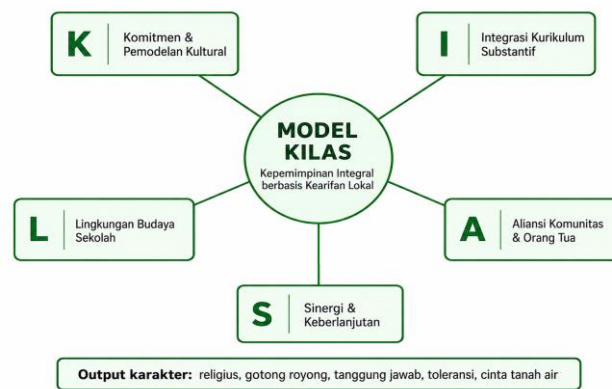 K
Komitmen &
Pemodelan Kultural
I
Integrasi Kurikulum
Substantif
MODEL
KILAS
Kepemimpinan Integral
berbasis Kearifan Lokal
L
Lingkungan Budaya
Sekolah
A
Aliansi Komunitas
& Orang Tua
S
Sinergi &
Keberlanjutan
Output karakter: religius, gotong royong, tanggung jawab, toleransi, cinta tanah air